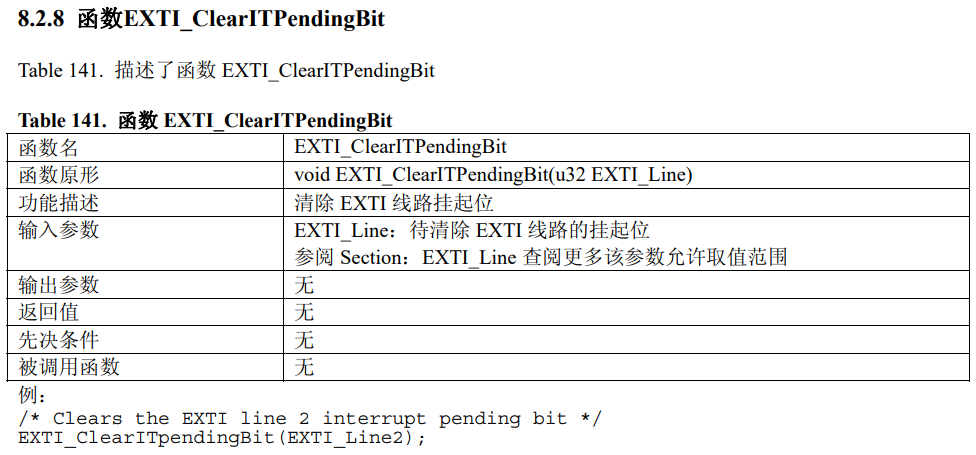 8.2.8 函数EXTI_ClearITPendingBit
Table 141. 描述了函数 EXTI_ClearITPendingBit
Table 141. 函数 EXTI_ClearITPendingBit
函数名 EXTI_ClearITPendingBit
函数原形 void EXTI_ClearITPendingBit(u32 EXTI_Line)
功能描述 清除 EXTI 线路挂起位
输入参数 EXTI_Line：待清除 EXTI 线路的挂起位
参阅 Section：EXTI_Line 查阅更多该参数允许取值范围
输出参数 无
返回值 无
先决条件 无
被调用函数 无
例：
/* Clears the EXTI line 2 interrupt pending bit */
EXTI_ClearITpendingBit(EXTI_Line2);